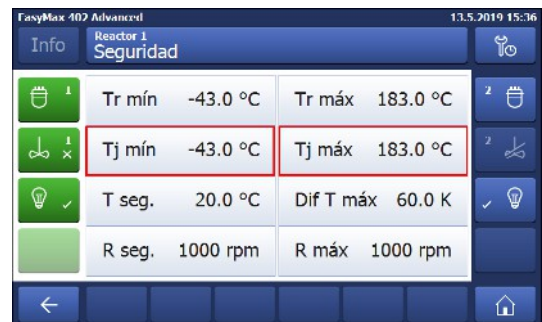 EasyMax 402 Advanced 13.5.2019 15:36
Info
Reactor 1
Seguridad
1
Tr mín -43.0 °C Tr máx 183.0 °C
2
1
Tj mín -43.0 °C Tj máx 183.0 °C
2
T seg. 20.0 °C Dif T máx 60.0 K
R seg. 1000 rpm R máx 1000 rpm